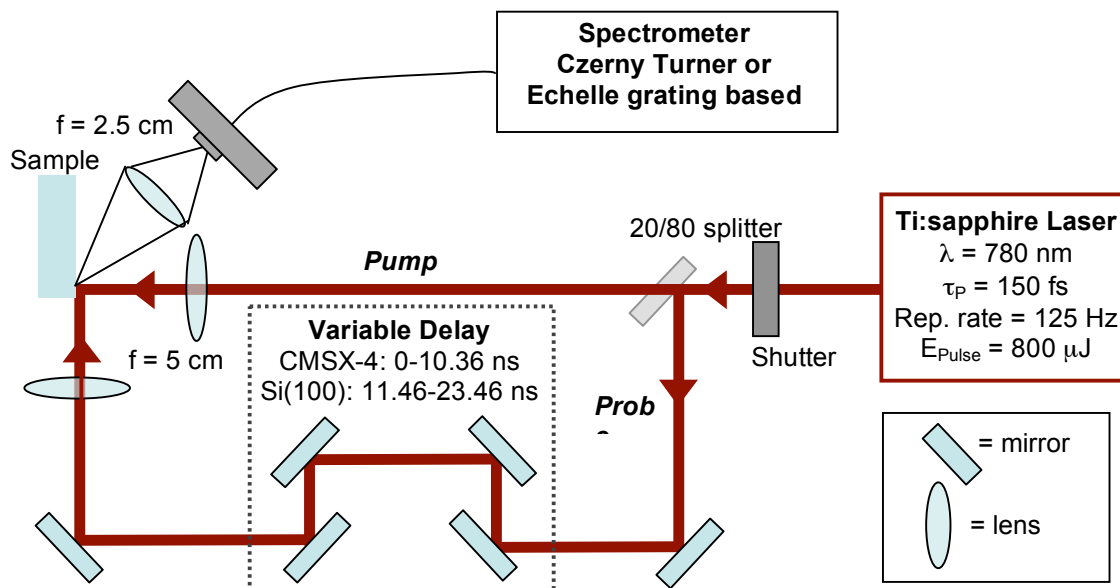 Spectrometer
Czerny Turner or
Echelle grating based
f = 2.5 cm
Sample
20/80 splitter
Pump
Ti:sapphire Laser
λ = 780 nm
τP = 150 fs
Rep. rate = 125 Hz
EPulse = 800 μJ
Shutter
f = 5 cm
Variable Delay
CMSX-4: 0-10.36 ns
Si(100): 11.46-23.46 ns
Prob
= mirror
= lens